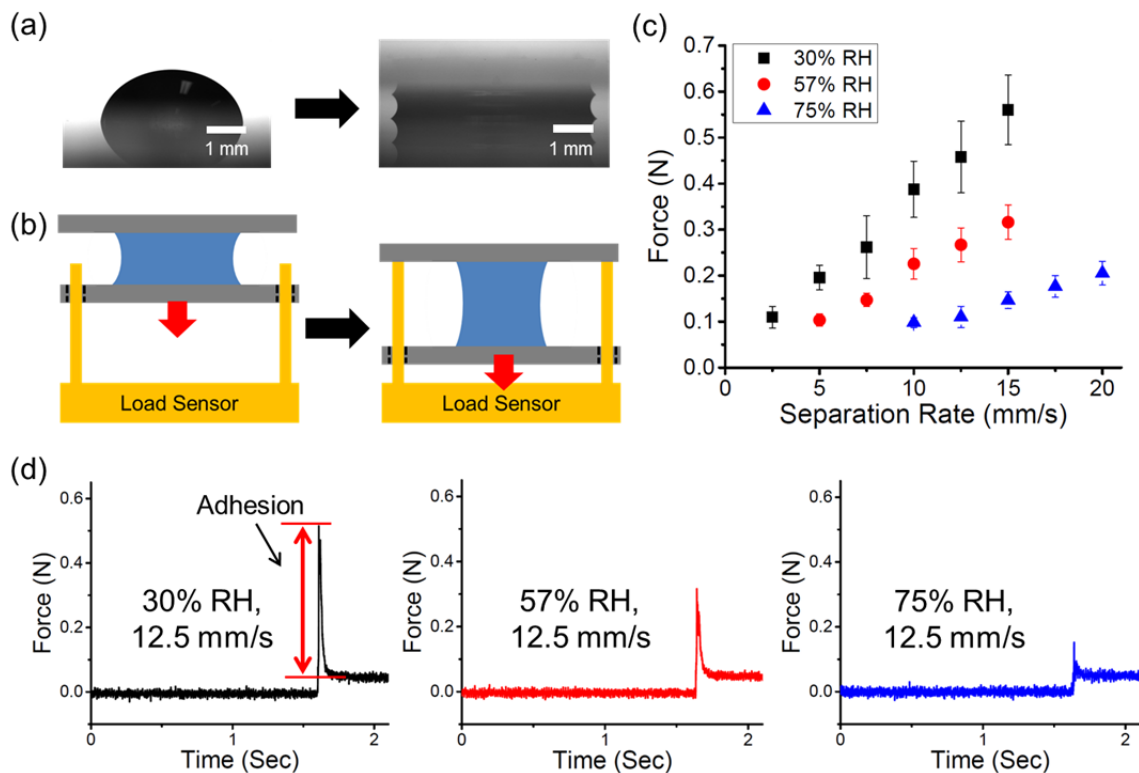 (a)
1 mm
1 mm
(b)
Load Sensor
Load Sensor
(c)
Force (N)
0.7
0.6
0.5
0.4
0.3
0.2
0.1
0.0
30% RH
57% RH
75% RH
0 5 10 15 20
Separation Rate (mm/s)
(d)
Force (N)
0.6
0.4
0.2
0.0
Adhesion
30% RH,
12.5 mm/s
0 1 2
Time (Sec)
Force (N)
0.6
0.4
0.2
0.0
57% RH,
12.5 mm/s
0 1 2
Time (Sec)
Force (N)
0.6
0.4
0.2
0.0
75% RH,
12.5 mm/s
0 1 2
Time (Sec)